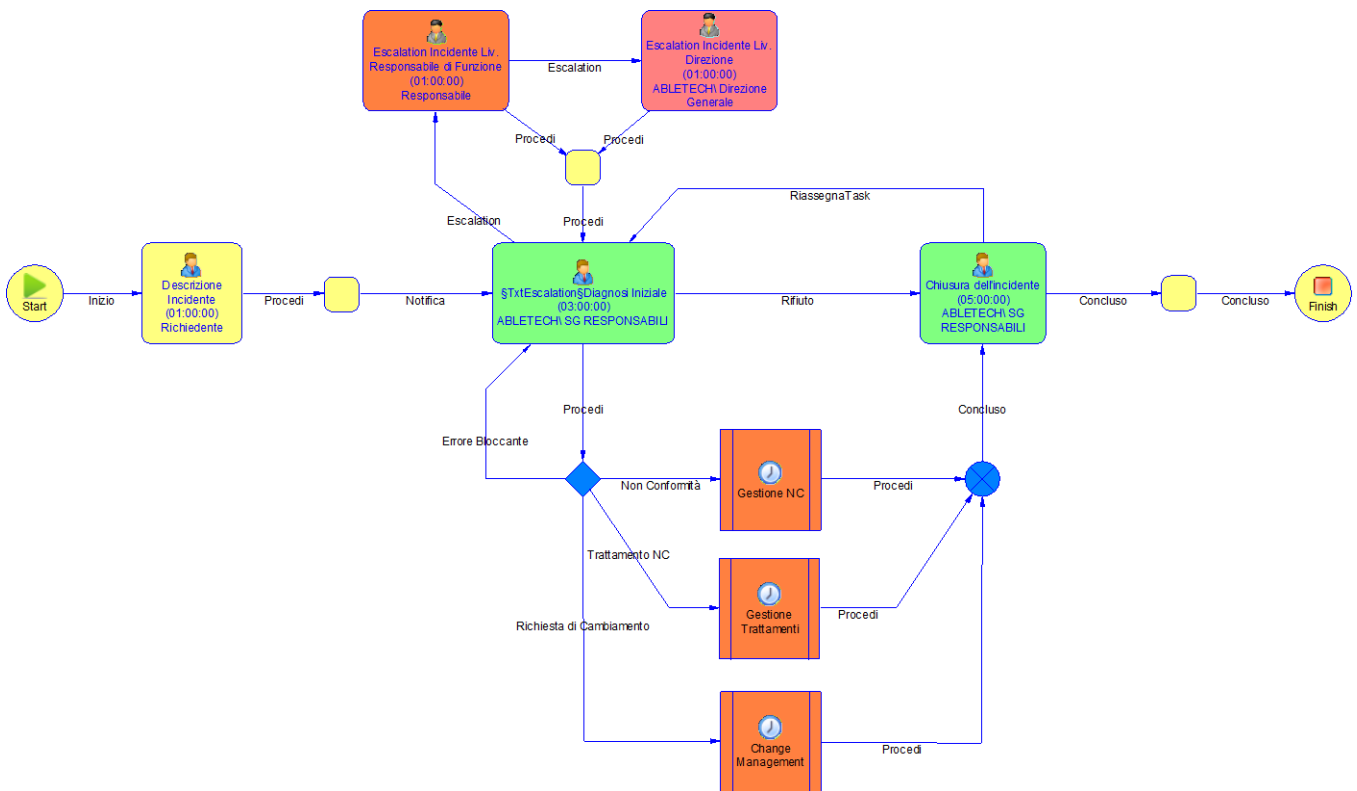 Escalation Incidente Liv.
Responsabile di Funzione
(01:00:00)
Responsabile
Escalation
Escalation Incidente Liv.
Direzione
(01:00:00)
ABLETECH\ Direzione
Generale
Procedi
Procedi
RiassegnaTask
Escalation
Procedi
Start
Inizio
Descrizione
Incidente
(01:00:00)
Richiedente
Procedi
Notifica
§TxtEscalation§Diagnosi Iniziale
(03:00:00)
ABLETECH\ SG RESPONSABILI
Rifiuto
Chiusura dell'incidente
(05:00:00)
ABLETECH\ SG
RESPONSABILI
Concluso
Concluso
Finish
Procedi
Concluso
Errore Bloccante
Non Conformità
Gestione NC
Procedi
Trattamento NC
Gestione
Trattamenti
Procedi
Richiesta di Cambiamento
Change
Management
Procedi